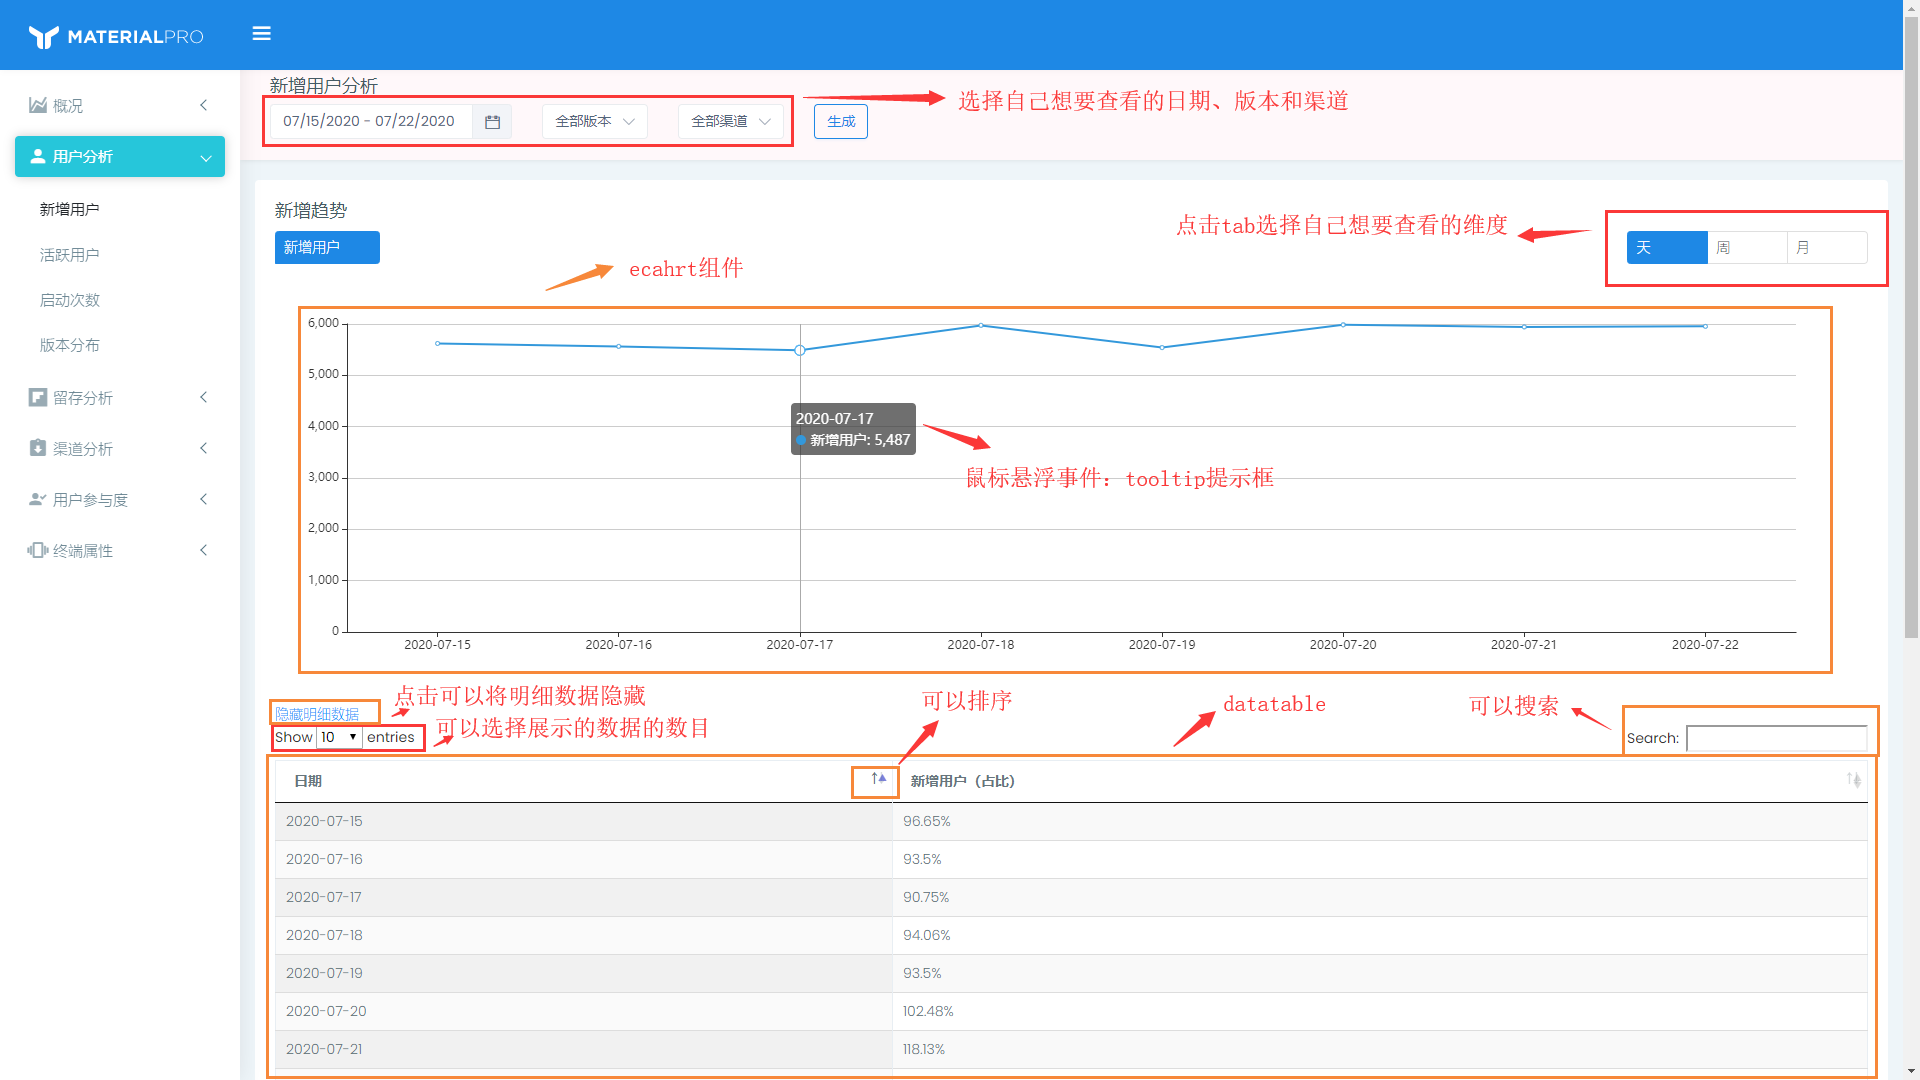 MATERIALPRO
概况
用户分析
新增用户
活跃用户
启动次数
版本分布
留存分析
渠道分析
用户参与度
终端属性
新增用户分析
07/15/2020 - 07/22/2020
全部版本
全部渠道
生成
选择自己想要查看的日期、版本和渠道
新增趋势
新增用户
点击tab选择自己想要查看的维度
天
周
月
ecahrt组件
6,000
5,000
4,000
3,000
2,000
1,000
0
2020-07-17
新增用户: 5,487
鼠标悬浮事件：tooltip提示框
2020-07-15
2020-07-16
2020-07-17
2020-07-18
2020-07-19
2020-07-20
2020-07-21
2020-07-22
隐藏明细数据
点击可以将明细数据隐藏
Show 10 entries
可以选择展示的数据的数目
可以排序
datatable
可以搜索
Search:
日期
新增用户（占比）
2020-07-15 96.65%
2020-07-16 93.5%
2020-07-17 90.75%
2020-07-18 94.06%
2020-07-19 93.5%
2020-07-20 102.48%
2020-07-21 118.13%